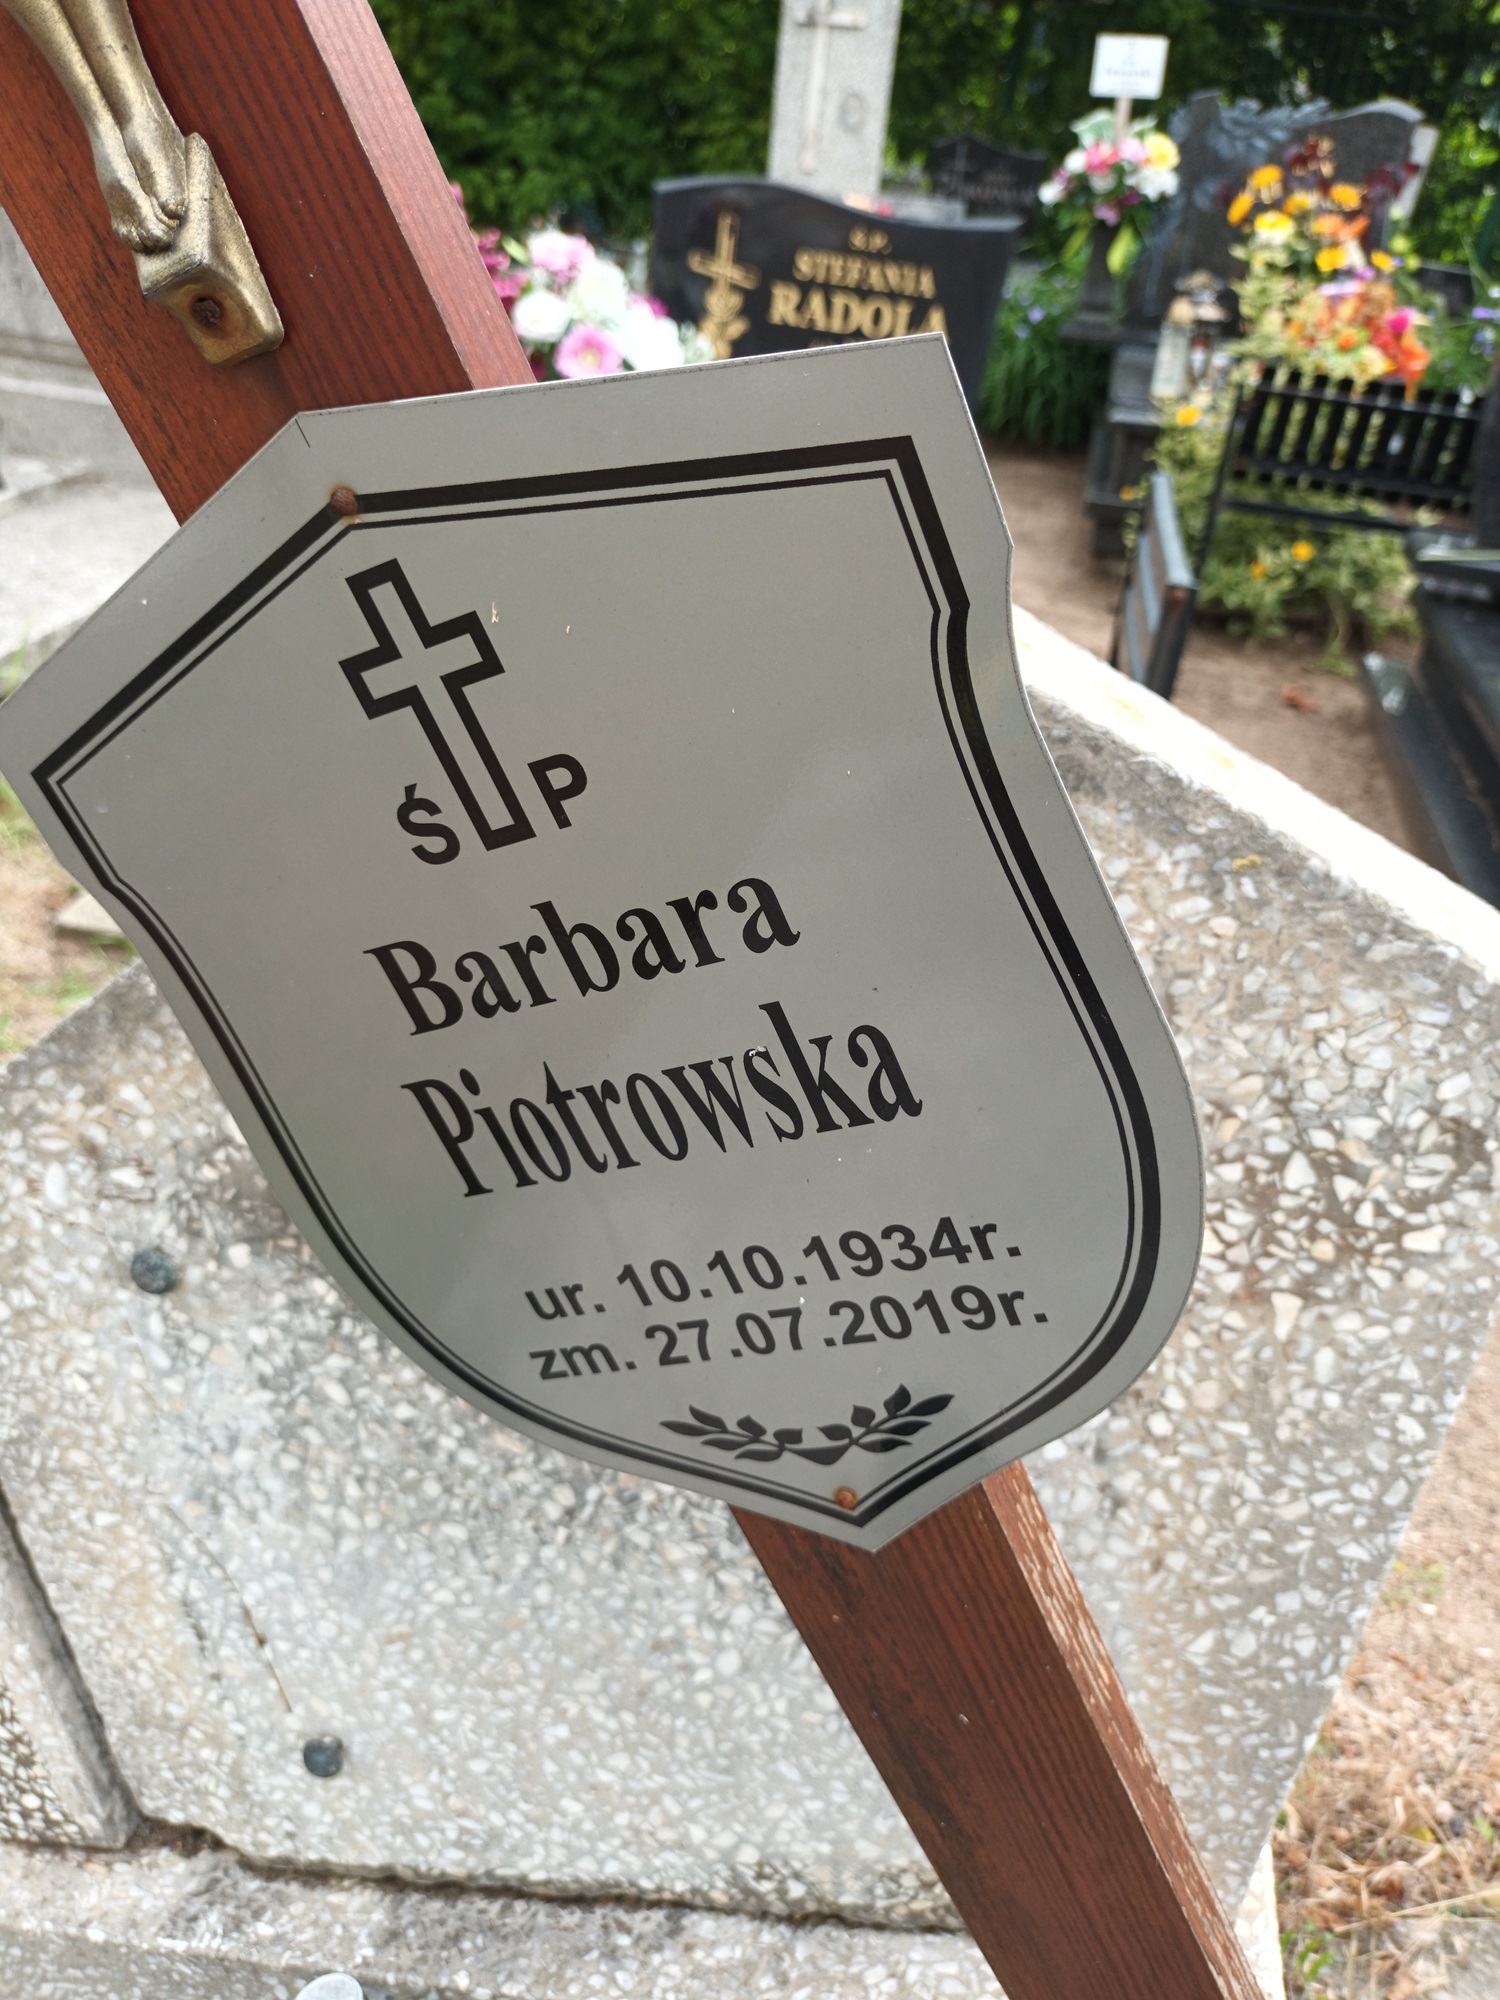 Ś P
Barbara
Piotrowska
ur. 10.10.1934r.
zm. 27.07.2019r.
Ś.P.
STEFANIA
RADOLA